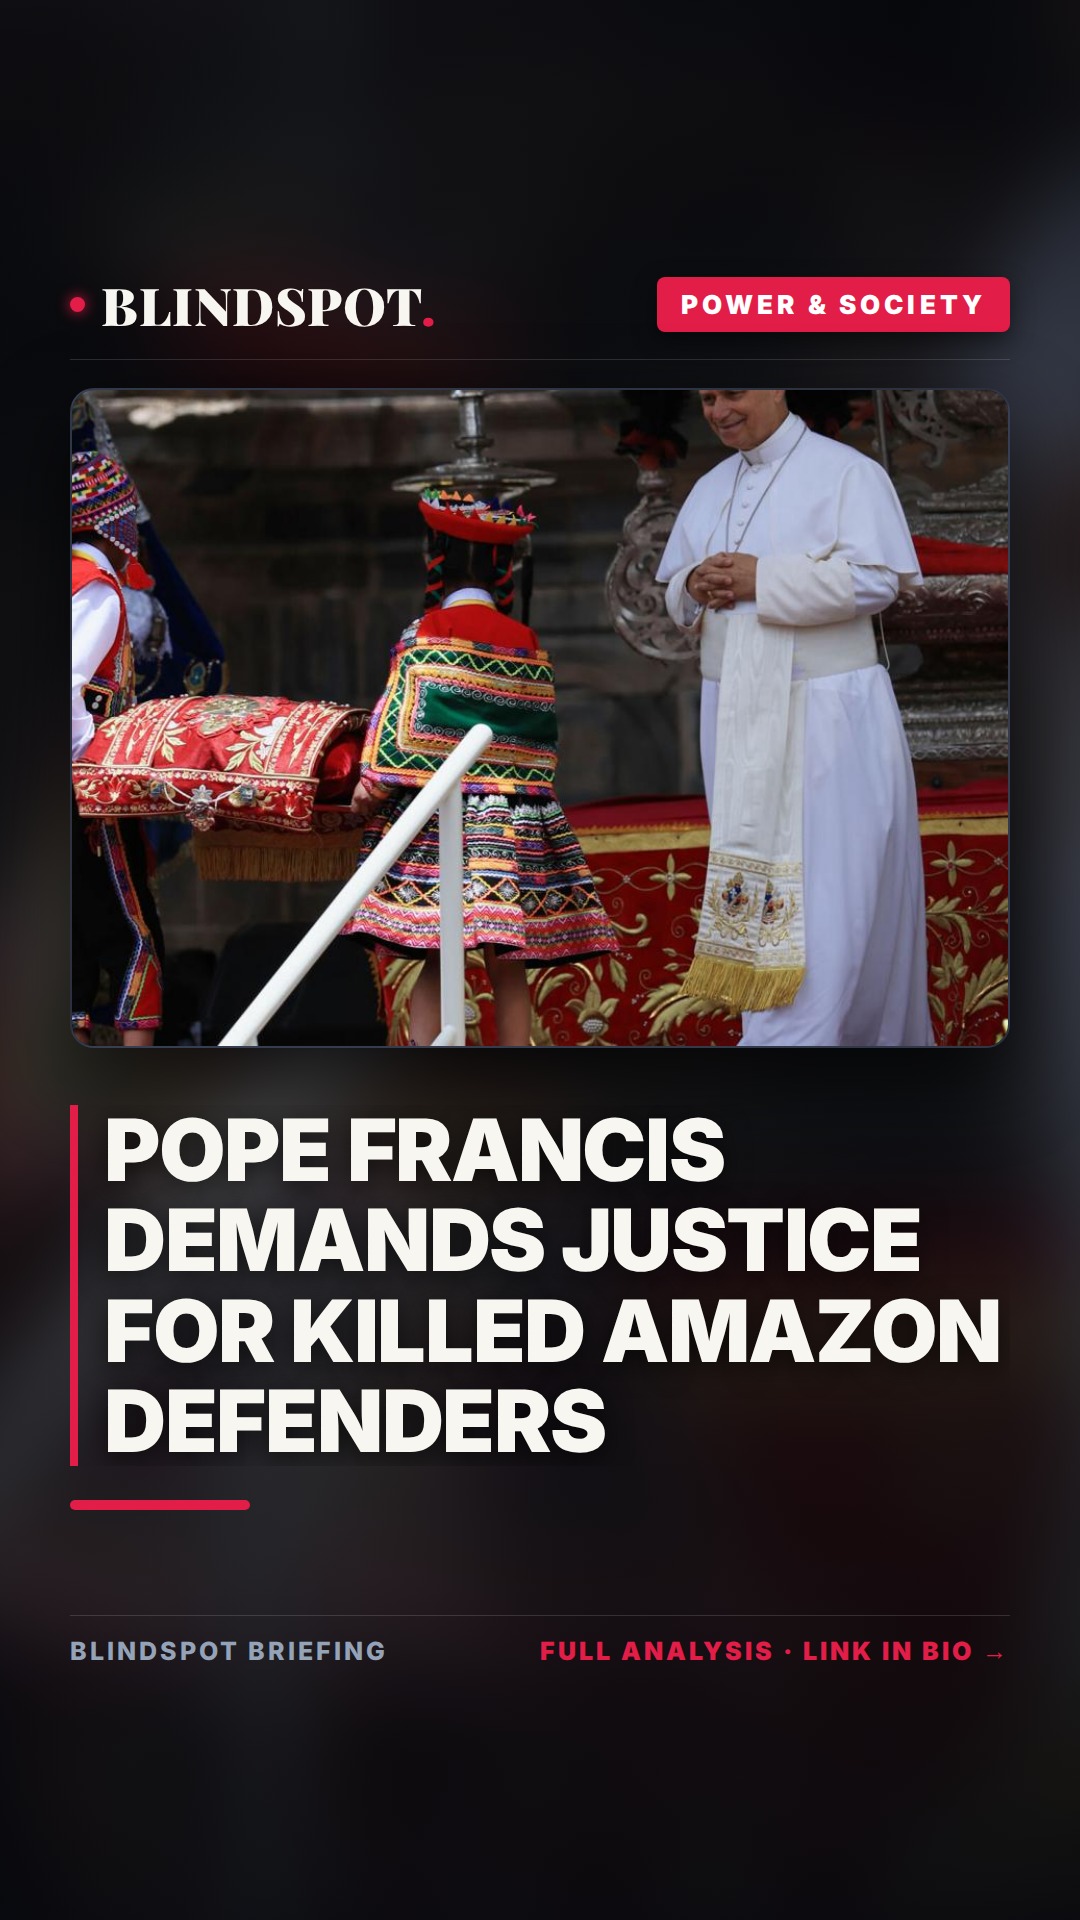 BLINDSPOT.
POWER & SOCIETY
POPE FRANCIS
DEMANDS JUSTICE
FOR KILLED AMAZON
DEFENDERS
BLINDSPOT BRIEFING
FULL ANALYSIS · LINK IN BIO →